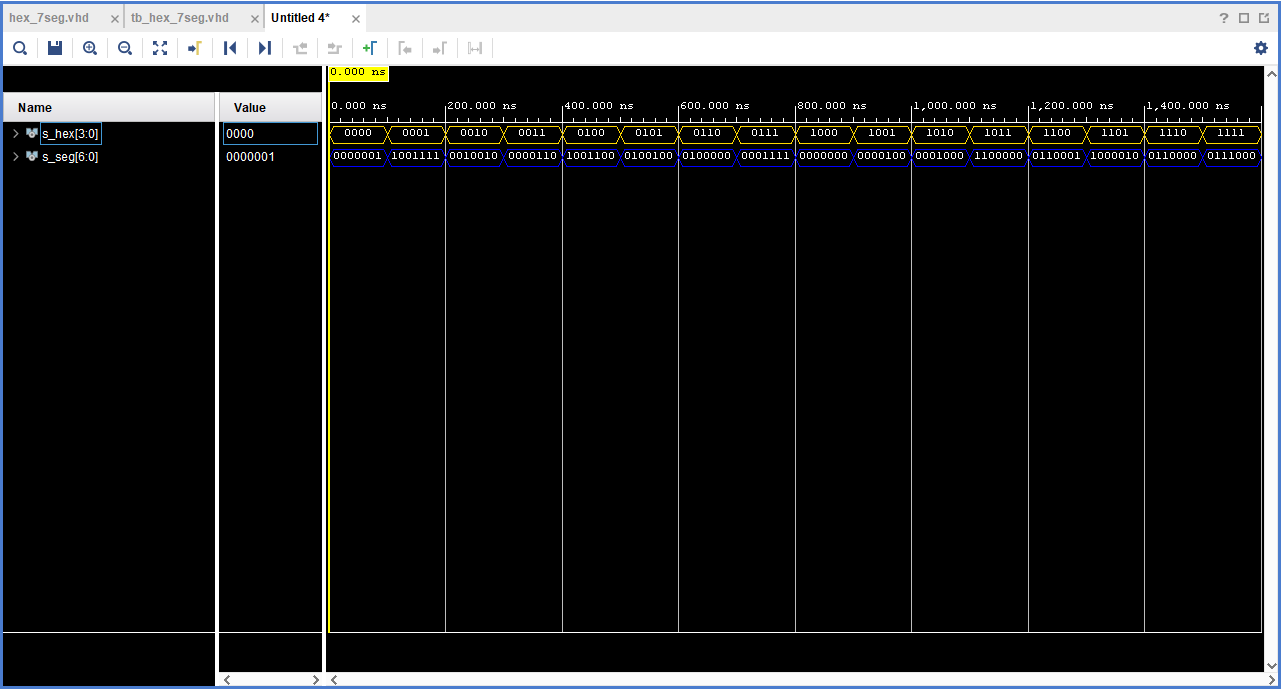 hex_7seg.vhd tb_hex_7seg.vhd Untitled 4*
0.000 ns
Name Value
0.000 ns 200.000 ns 400.000 ns 600.000 ns 800.000 ns 1,000.000 ns 1,200.000 ns 1,400.000 ns
s_hex[3:0] 0000 0000 0001 0010 0011 0100 0101 0110 0111 1000 1001 1010 1011 1100 1101 1110 1111
s_seg[6:0] 0000001 0000001 1001111 0010010 0000110 1001100 0100100 0100000 0001111 0000000 0000100 0001000 1100000 0110001 1000010 0110000 0111000